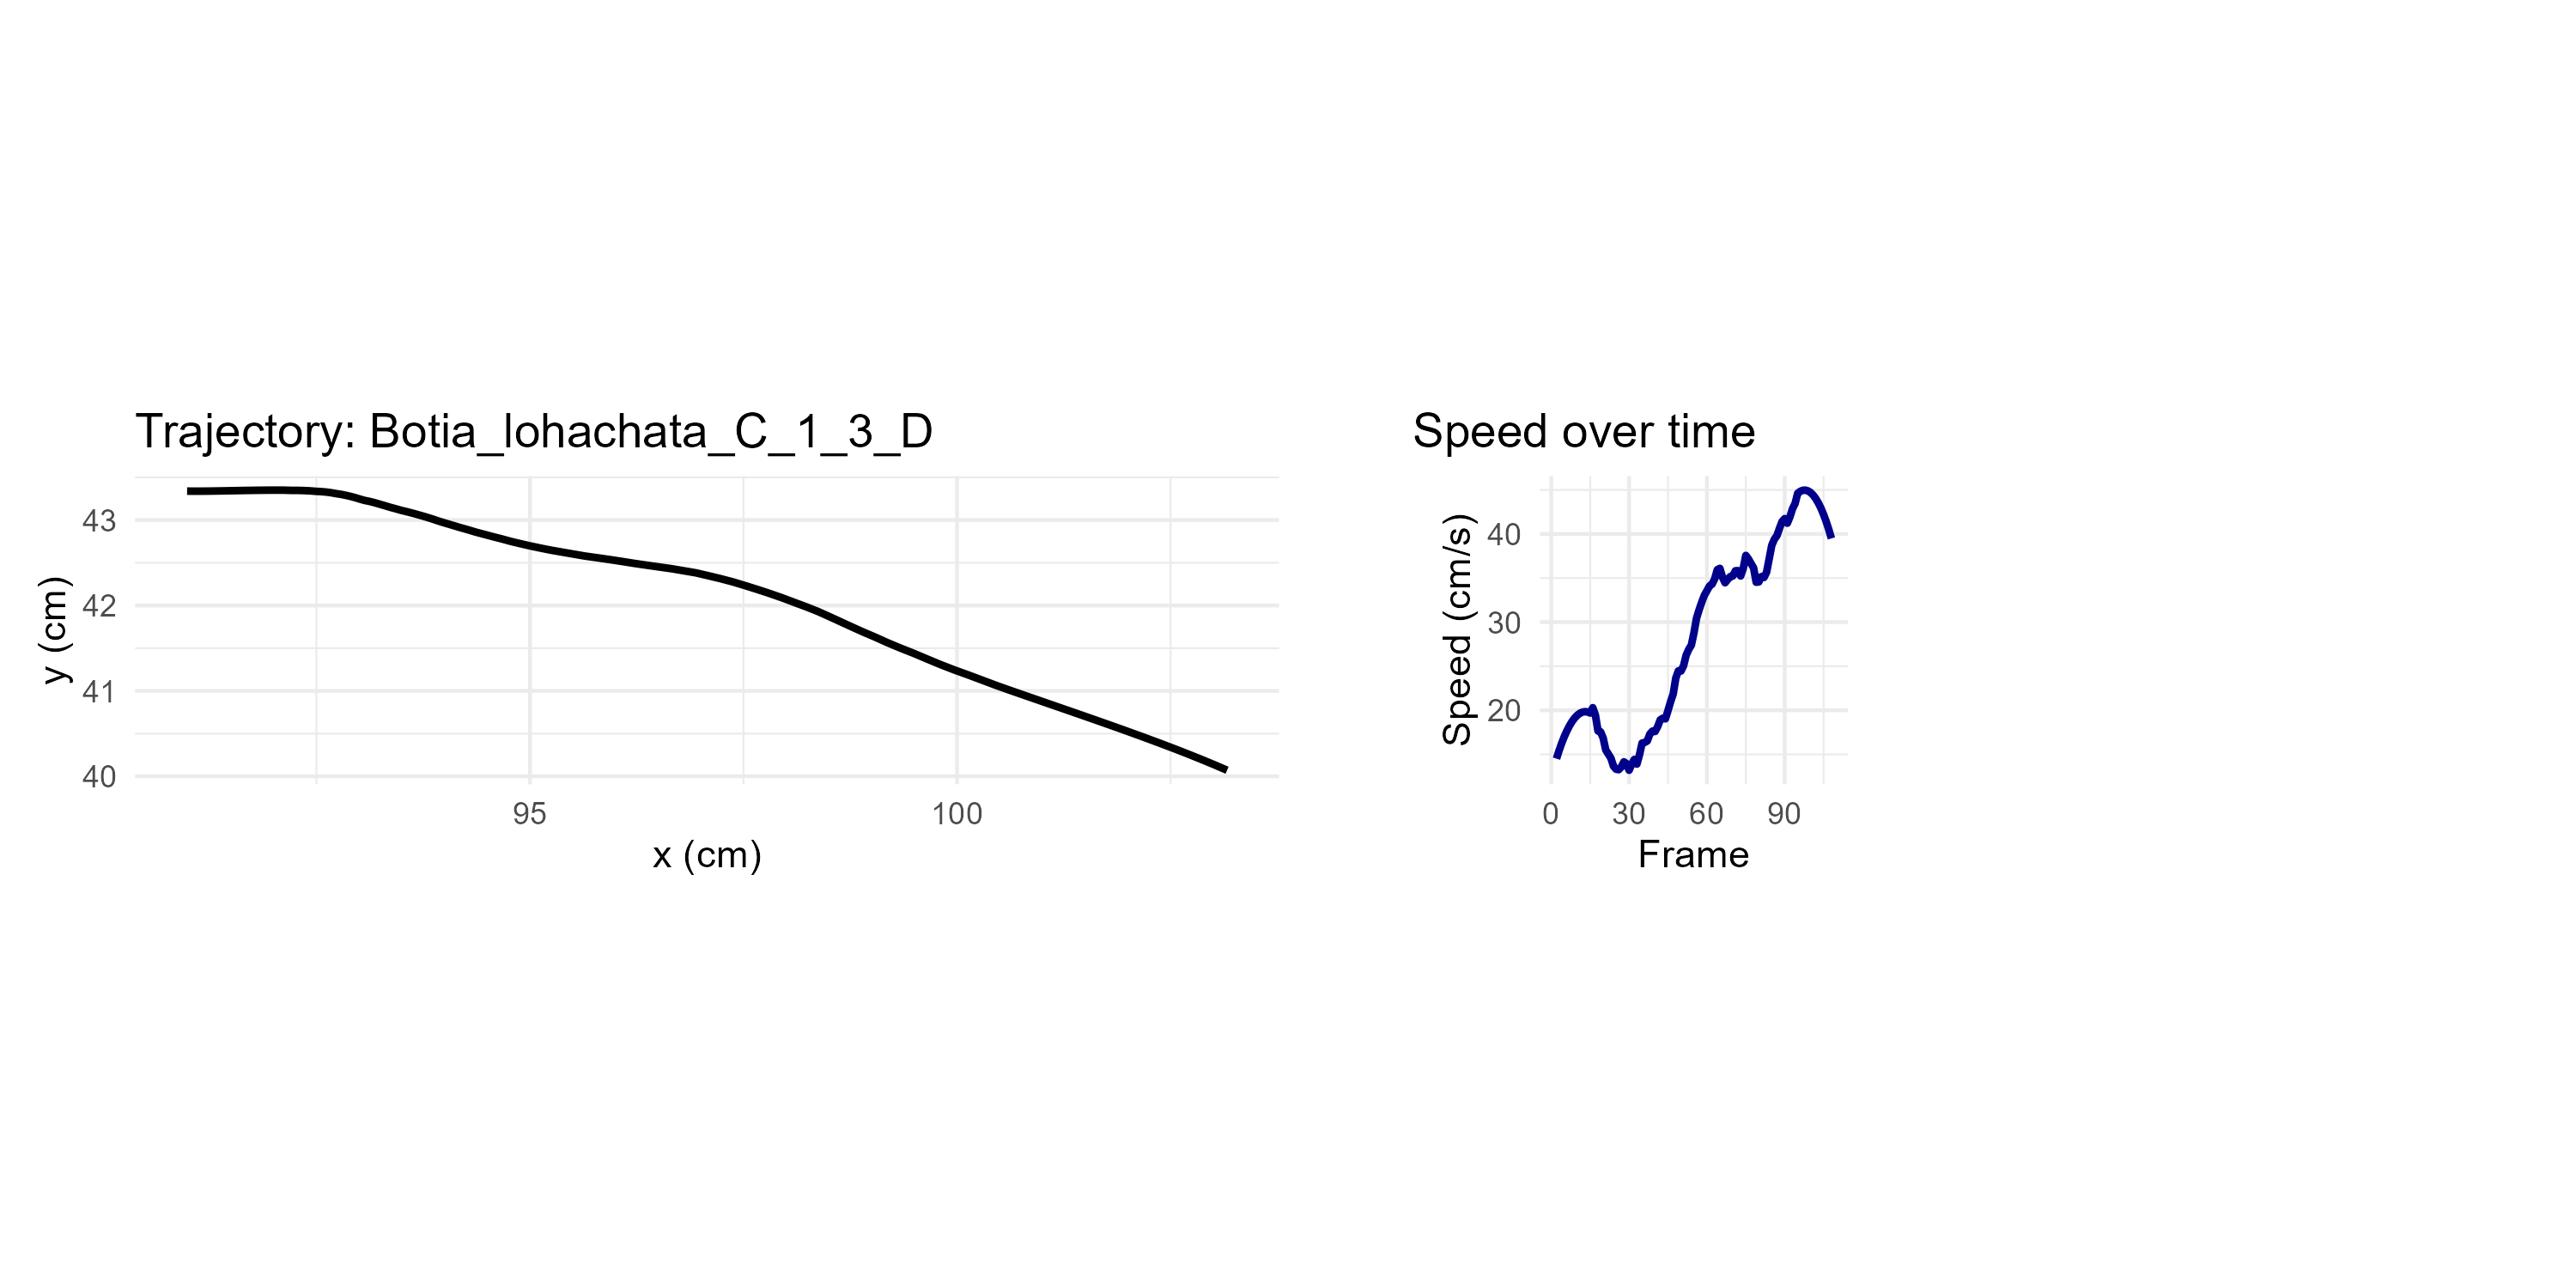 Trajectory: Botia_lohachata_C_1_3_D
y (cm)
43
42
41
40
95
100
x (cm)
Speed over time
Speed (cm/s)
40
30
20
0
30
60
90
Frame